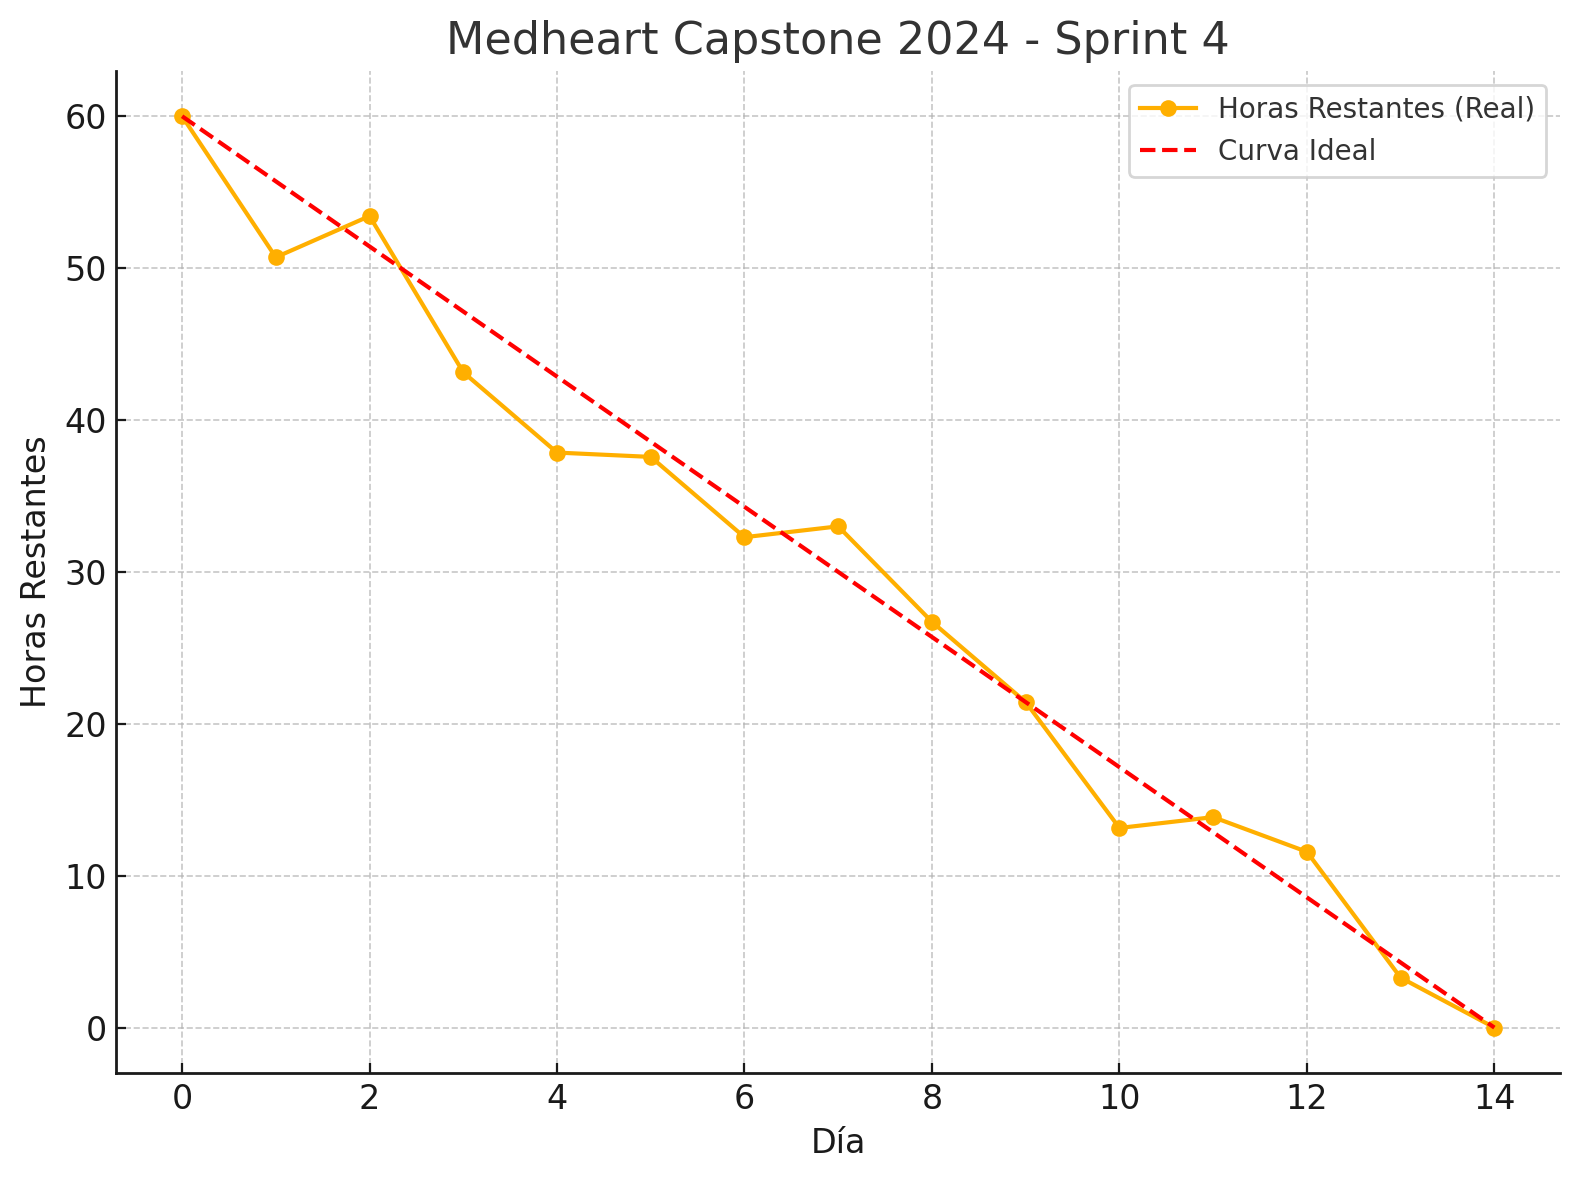 Medheart Capstone 2024 - Sprint 4
Horas Restantes (Real)
Curva Ideal
Horas Restantes
60
50
40
30
20
10
0
0 2 4 6 8 10 12 14
Día